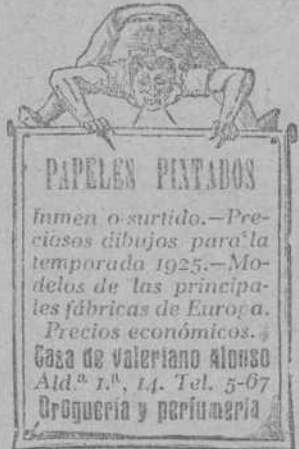 PAPELES PINTADOS
Inmen o surtido.—Pre-
ciosos dibujos para la
temporada 1925.—Mo-
delos de las principa-
les fábricas de Europa.
Precios económicos.
Casa de Valeriano Alonso
Ald.ª 1.ª, 14. Tel. 5-67
Droguería y perfumería